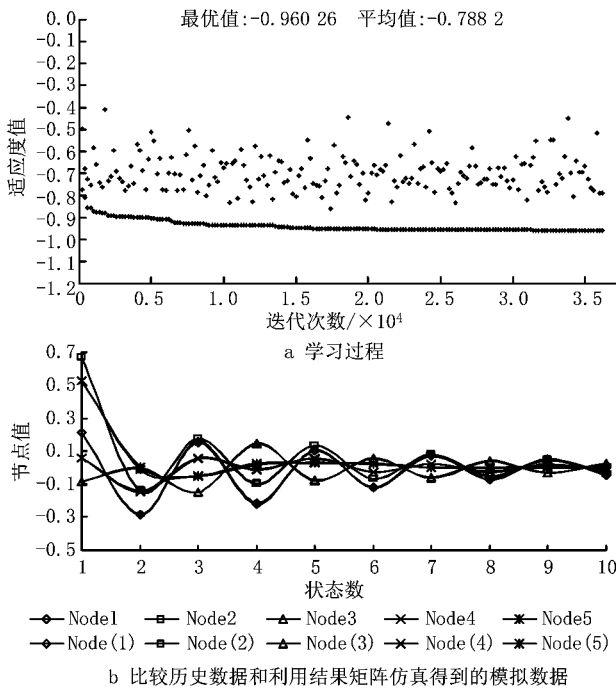 最优值:-0.960 26 平均值:-0.788 2
0.0
-0.1
-0.2
-0.3
-0.4
-0.5
-0.6
-0.7
-0.8
-0.9
-1.0
-1.1
-1.2
适应度值
0 0.5 1.0 1.5 2.0 2.5 3.0 3.5
迭代次数/×10⁴
a 学习过程
0.7
0.5
0.3
0.1
-0.1
-0.3
-0.5
节点值
1 2 3 4 5 6 7 8 9 10
状态数
Node1 Node2 Node3 Node4 Node5
Node(1) Node(2) Node(3) Node(4) Node(5)
b 比较历史数据和利用结果矩阵仿真得到的模拟数据